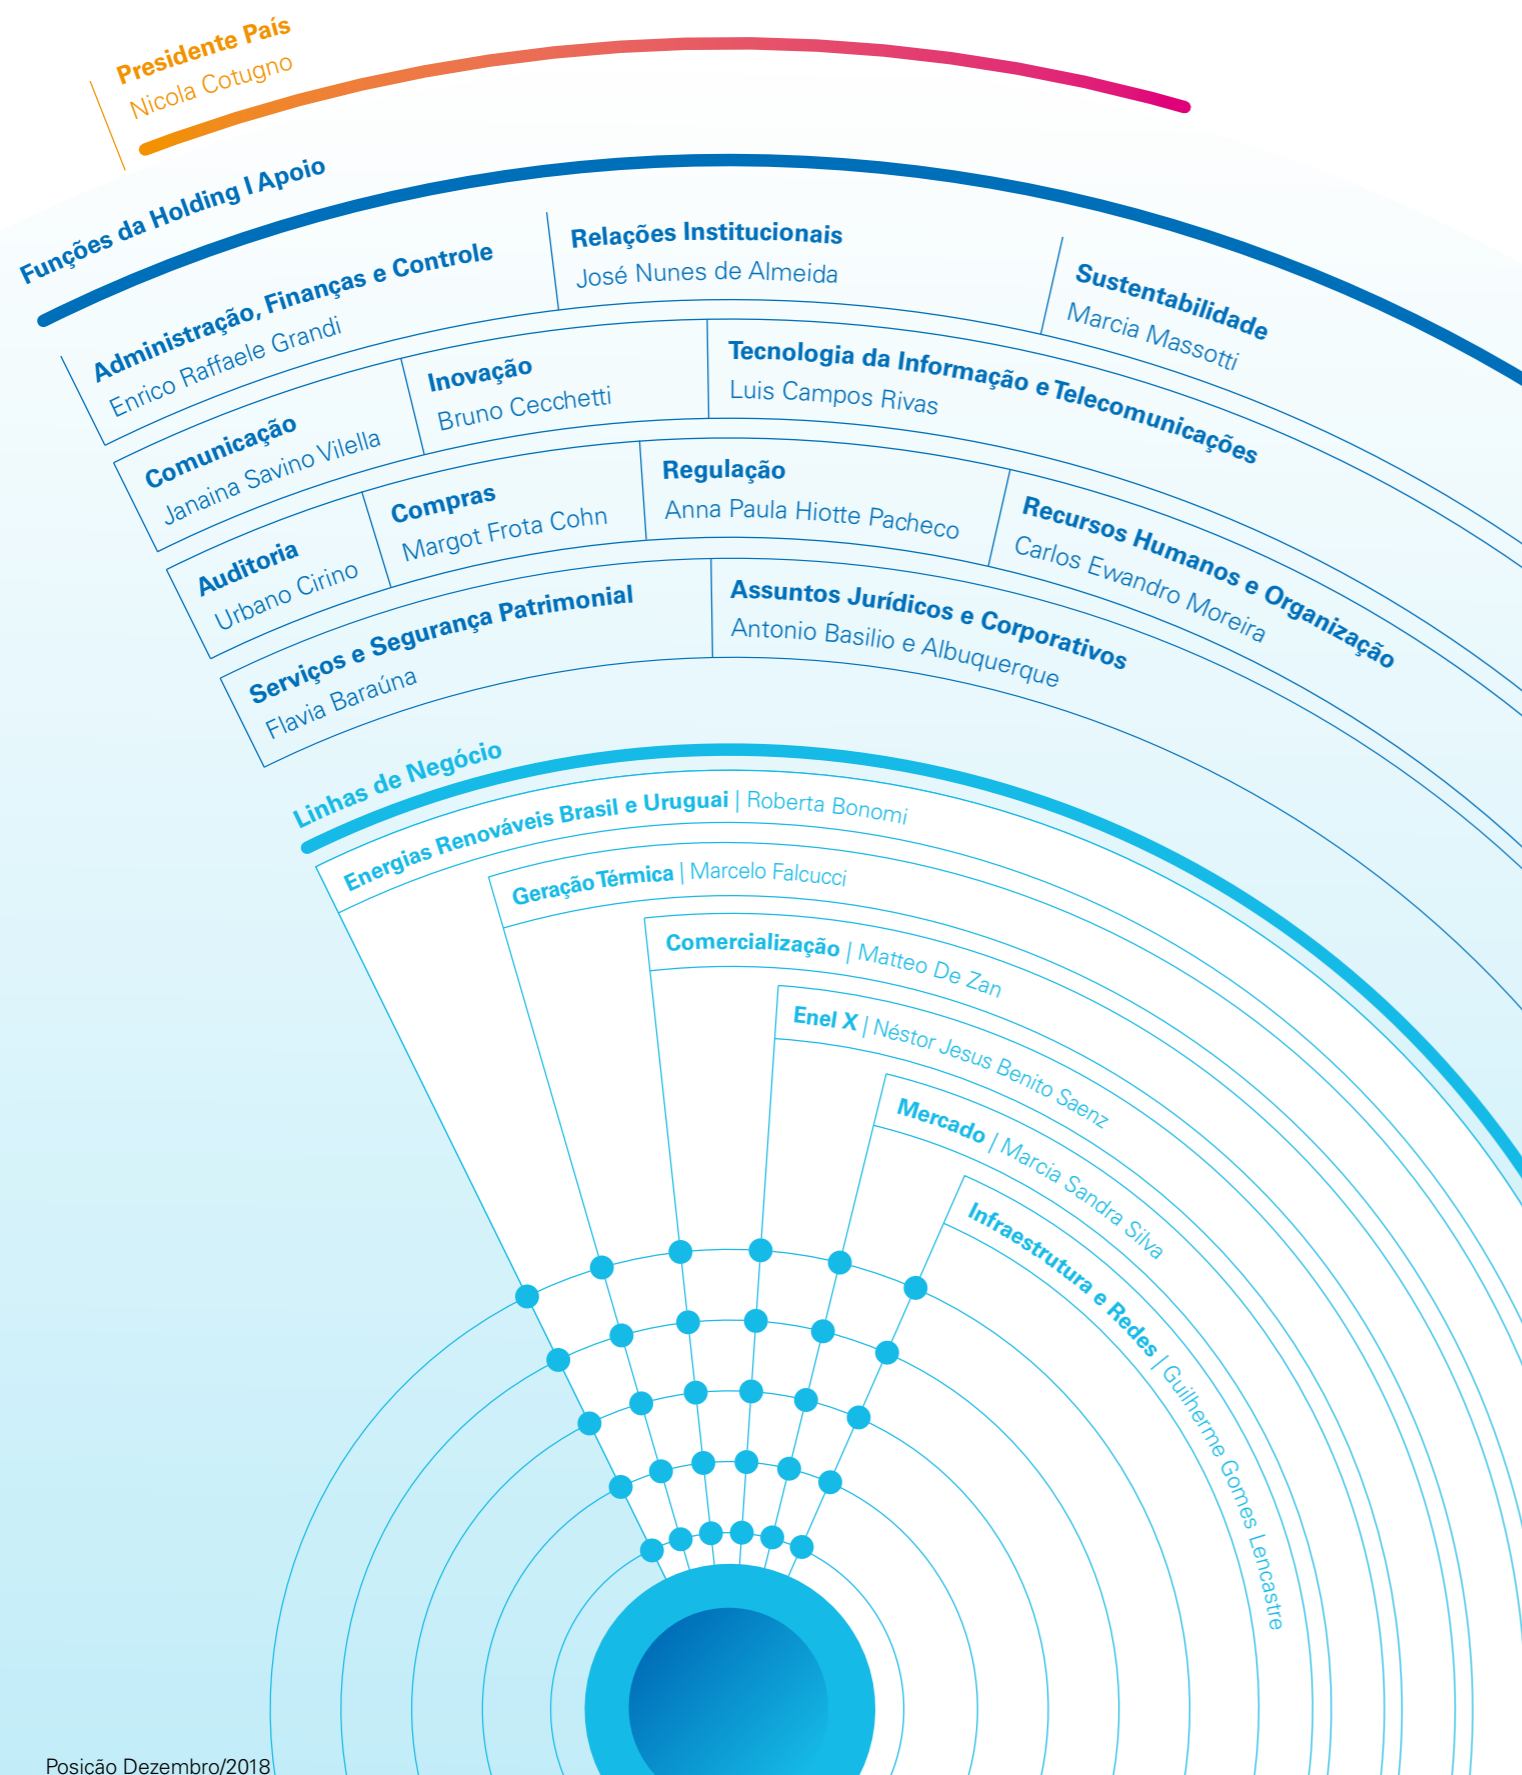 Presidente País
Nicola Cotugno
Funções da Holding I Apoio
Administração, Finanças e Controle
Enrico Raffaele Grandi
Relações Institucionais
José Nunes de Almeida
Sustentabilidade
Marcia Massotti
Comunicação
Janaina Savino Vilella
Inovação
Bruno Cecchetti
Tecnologia da Informação e Telecomunicações
Luis Campos Rivas
Auditoria
Urbano Cirino
Compras
Margot Frota Cohn
Regulação
Anna Paula Hiotte Pacheco
Recursos Humanos e Organização
Carlos Ewandro Moreira
Serviços e Segurança Patrimonial
Flavia Baraúna
Assuntos Jurídicos e Corporativos
Antonio Basilio e Albuquerque
Linhas de Negócio
Energias Renováveis Brasil e Uruguai | Roberta Bonomi
Geração Térmica | Marcelo Falcucci
Comercialização | Matteo De Zan
Enel X | Néstor Jesus Benito Saenz
Mercado | Marcia Sandra Silva
Infraestrutura e Redes | Guilherme Gomes Lencastre
Posicão Dezembro/2018